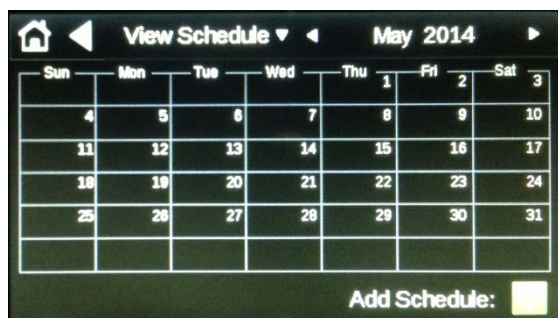 View Schedule ▼ ◄ May 2014 ►
Sun Mon Tue Wed Thu Fri Sat
1 2 3
4 5 6 7 8 9 10
11 12 13 14 15 16 17
18 19 20 21 22 23 24
25 26 27 28 29 30 31
Add Schedule: